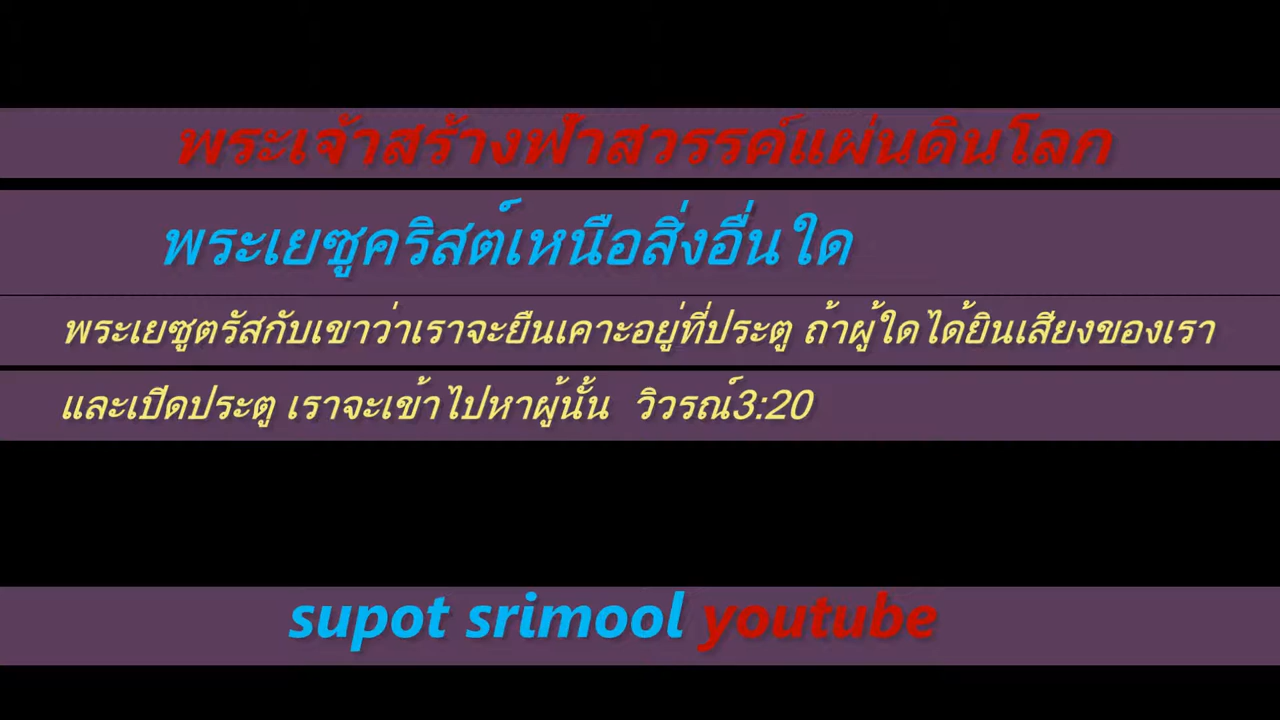 พระเจ้าสร้างฟ้าสวรรค์แผ่นดินโลก
พระเยซูคริสต์เหนือสิ่งอื่นใด
พระเยซูตรัสกับเขาว่าเราจะยืนเคาะอยู่ที่ประตู ถ้าผู้ใดได้ยินเสียงของเรา
และเปิดประตู เราจะเข้าไปหาผู้นั้น วิวรณ์3:20
supot srimool youtube